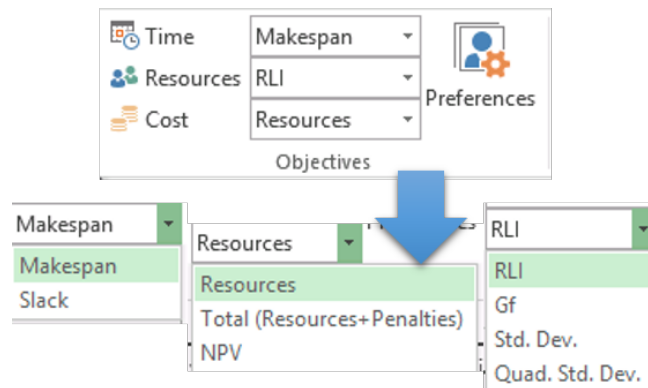 Time Makespan
Resources RLI
Cost Resources
Preferences
Objectives
Makespan
Makespan
Slack
Resources
Resources
Total (Resources+Penalties)
NPV
RLI
RLI
Gf
Std. Dev.
Quad. Std. Dev.